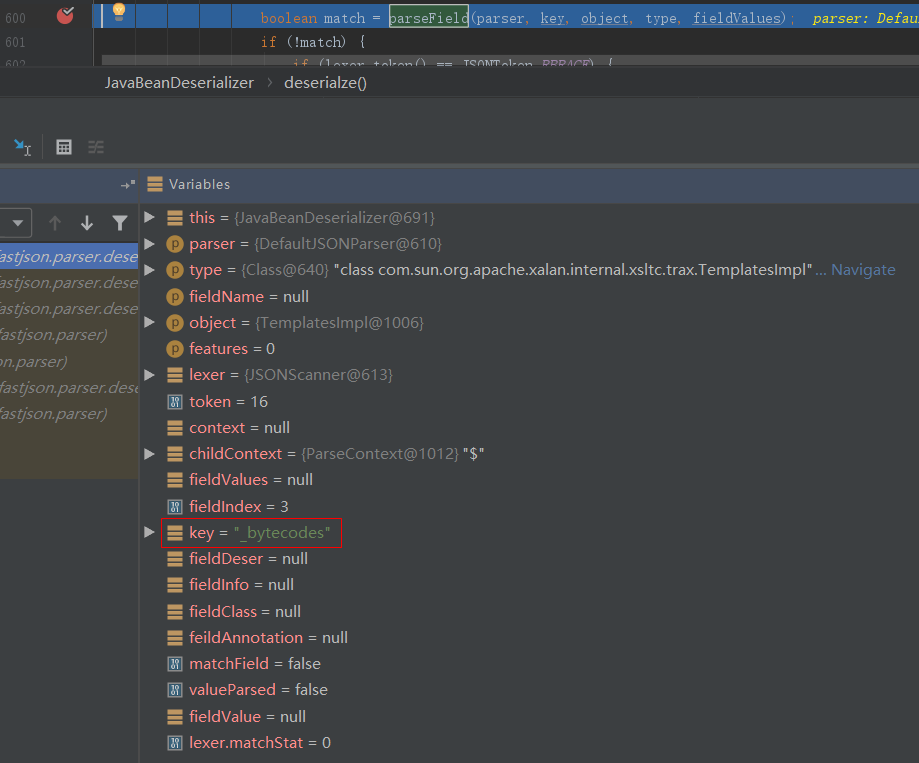 600 boolean match = parseField(parser, key, object, type, fieldValues); parser: Defau
601 if (!match) {
602 if (lexer.token() == JSONToken.RBRACE) {
JavaBeanDeserializer > deserialze()
Variables
this = {JavaBeanDeserializer@691}
fastjson.parser.dese
parser = {DefaultJSONParser@610}
type = {Class@640} "class com.sun.org.apache.xalan.internal.xsltc.trax.TemplatesImpl" ... Navigate
fastjson.parser.dese
fieldName = null
fastjson.parser.dese
object = {TemplatesImpl@1006}
fastjson.parser)
features = 0
on.parser)
lexer = {JSONScanner@613}
fastjson.parser.dese
token = 16
fastjson.parser)
context = null
childContext = {ParseContext@1012} "$"
fieldValues = null
fieldIndex = 3
key = "_bytecodes"
fieldDeser = null
fieldInfo = null
fieldClass = null
feildAnnotation = null
matchField = false
valueParsed = false
fieldValue = null
lexer.matchStat = 0